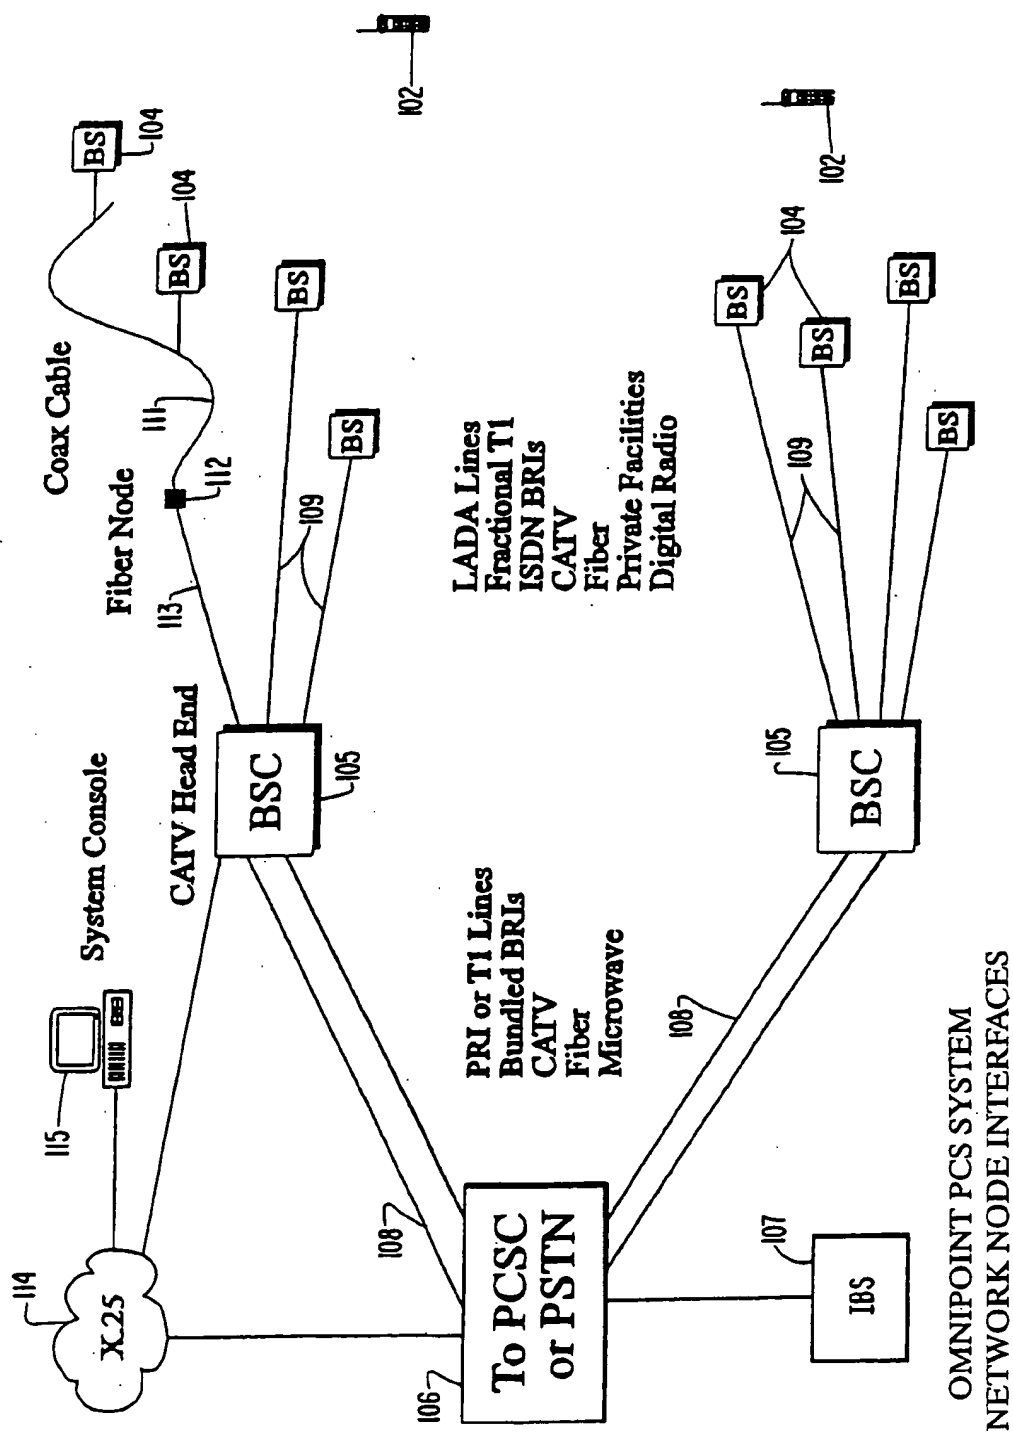 114
X.25
115
System Console
CATV Head End
BSC
105
113
Fiber Node
112
111
Coax Cable
BS
104
BS
104
BS
BS
109
102
108
PRI or T1 Lines
Bundled BRIs
CATV
Fiber
Microwave
LADA Lines
Fractional T1
ISDN BRIs
CATV
Fiber
Private Facilities
Digital Radio
106
To PCSC
or PSTN
108
BSC
105
109
BS
BS
BS
BS
104
102
107
IBS
OMNIPOINT PCS SYSTEM
NETWORK NODE INTERFACES